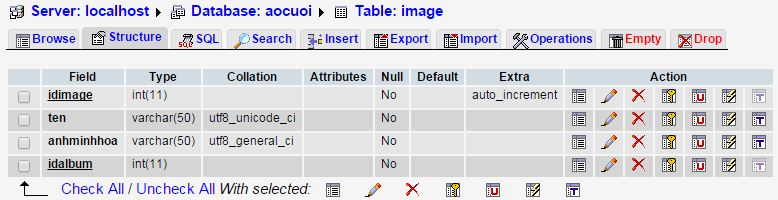 Server: localhost Database: aocuoi Table: image
Browse Structure SQL Search Insert Export Import Operations Empty Drop
Field Type Collation Attributes Null Default Extra Action
idimage int(11) No auto_increment
ten varchar(50) utf8_unicode_ci No
anhminhhoa varchar(50) utf8_general_ci No
idalbum int(11) No
Check All / Uncheck All With selected: